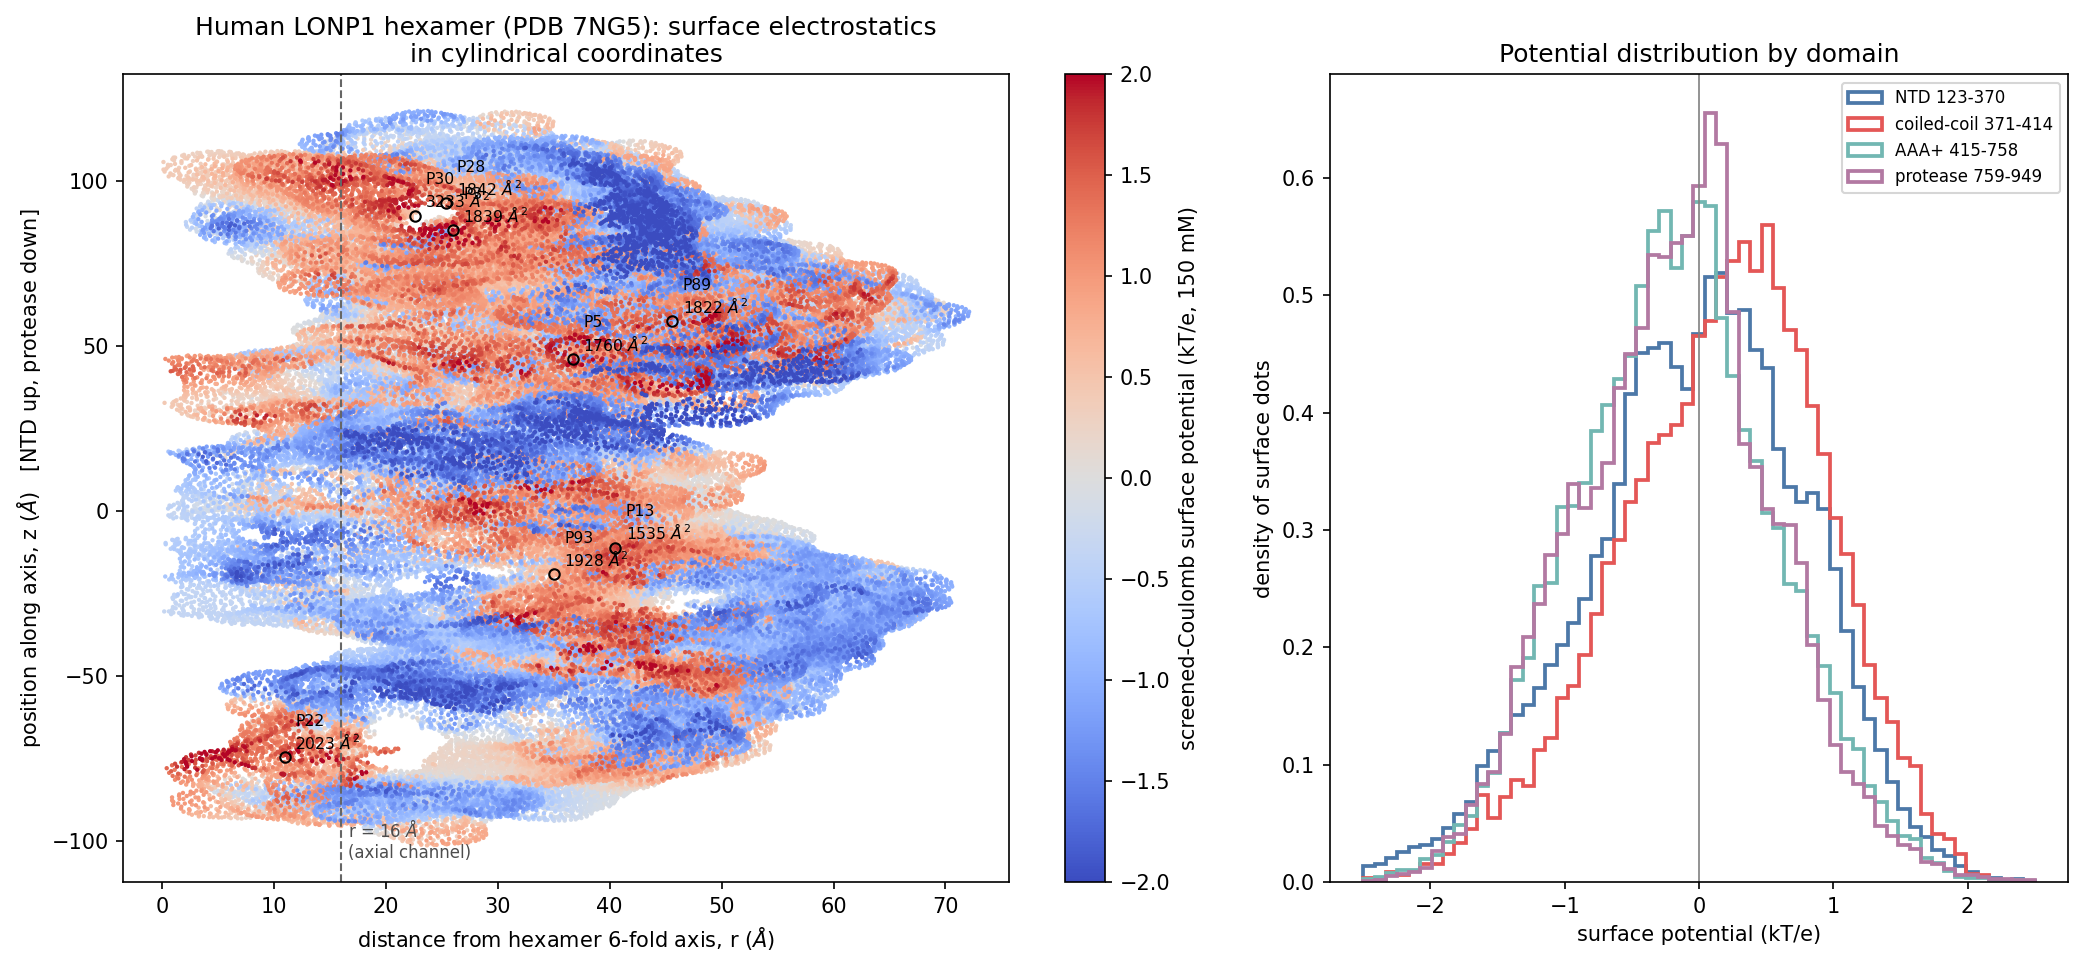 Human LONP1 hexamer (PDB 7NG5): surface electrostatics
in cylindrical coordinates
position along axis, z (Å)   [NTD up, protease down]
100
50
0
−50
−100
P28
1842 Å²
P30
3233 Å²
1839 Å²
P89
1822 Å²
P5
1760 Å²
P13
1535 Å²
P93
1928 Å²
P22
2023 Å²
r = 16 Å
(axial channel)
0
10
20
30
40
50
60
70
distance from hexamer 6-fold axis, r (Å)
2.0
1.5
1.0
0.5
0.0
−0.5
−1.0
−1.5
−2.0
screened-Coulomb surface potential (kT/e, 150 mM)
Potential distribution by domain
NTD 123-370
coiled-coil 371-414
AAA+ 415-758
protease 759-949
density of surface dots
0.6
0.5
0.4
0.3
0.2
0.1
0.0
−2
−1
0
1
2
surface potential (kT/e)